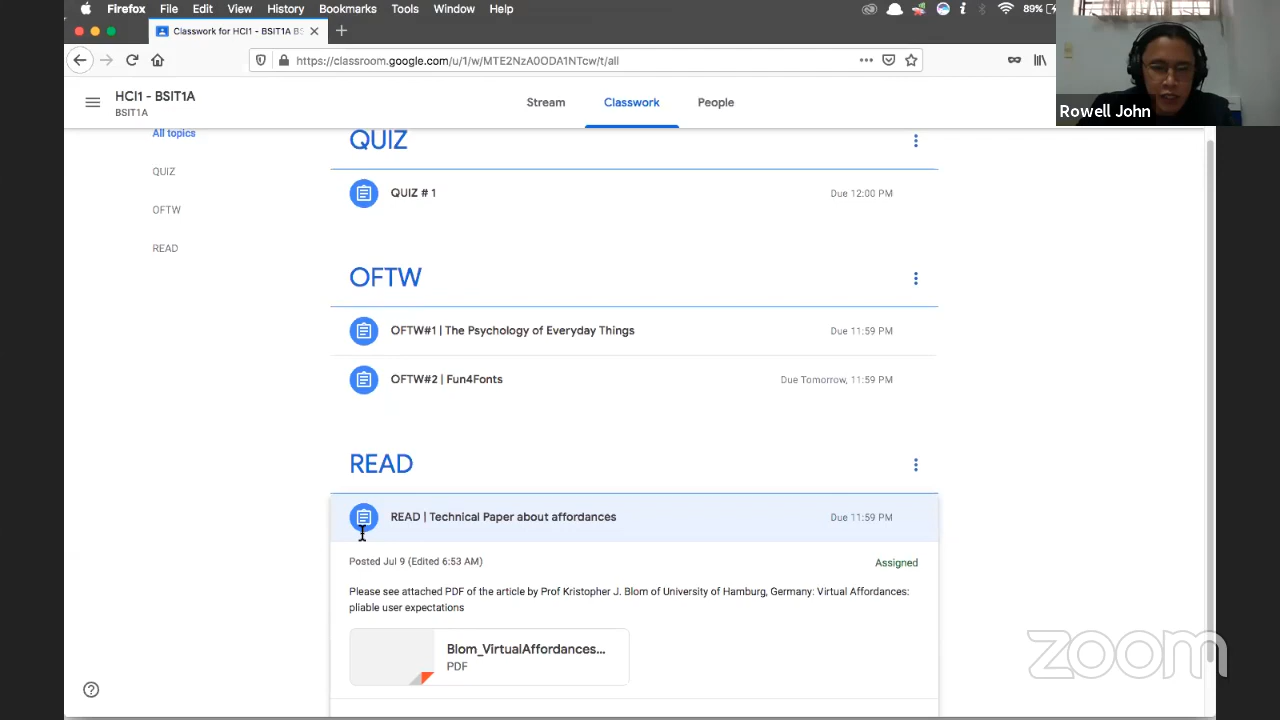 Firefox File Edit View History Bookmarks Tools Window Help 89%
Classwork for HCI1 - BSIT1A BS
https://classroom.google.com/u/1/w/MTE2NzA0ODA1NTcw/t/all
HCI1 - BSIT1A
BSIT1A
Stream Classwork People
Rowell John
All topics
QUIZ
OFTW
READ
QUIZ
QUIZ # 1 Due 12:00 PM
OFTW
OFTW#1 | The Psychology of Everyday Things Due 11:59 PM
OFTW#2 | Fun4Fonts Due Tomorrow, 11:59 PM
READ
READ | Technical Paper about affordances Due 11:59 PM
Posted Jul 9 (Edited 6:53 AM) Assigned
Please see attached PDF of the article by Prof Kristopher J. Blom of University of Hamburg, Germany: Virtual Affordances:
pliable user expectations
Blom_VirtualAffordances...
PDF
zoom